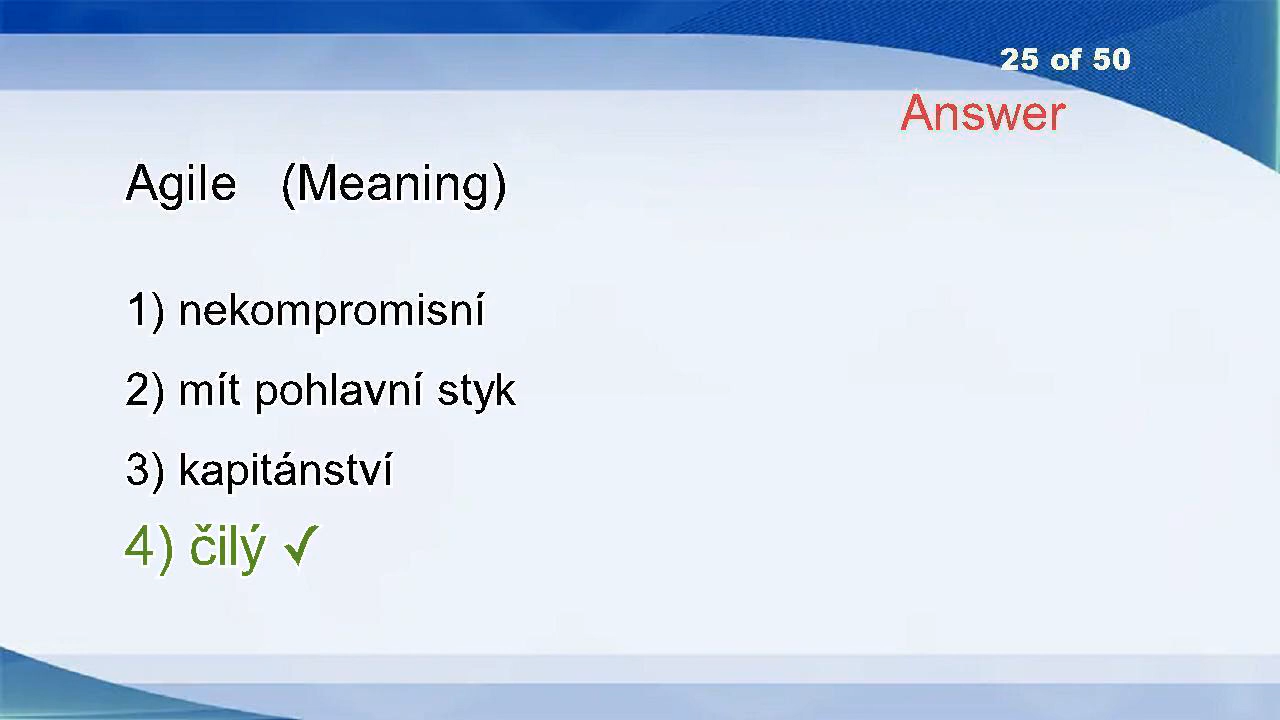 25 of 50
Answer
Agile (Meaning)
1) nekompromisní
2) mít pohlavní styk
3) kapitánství
4) čilý ✓